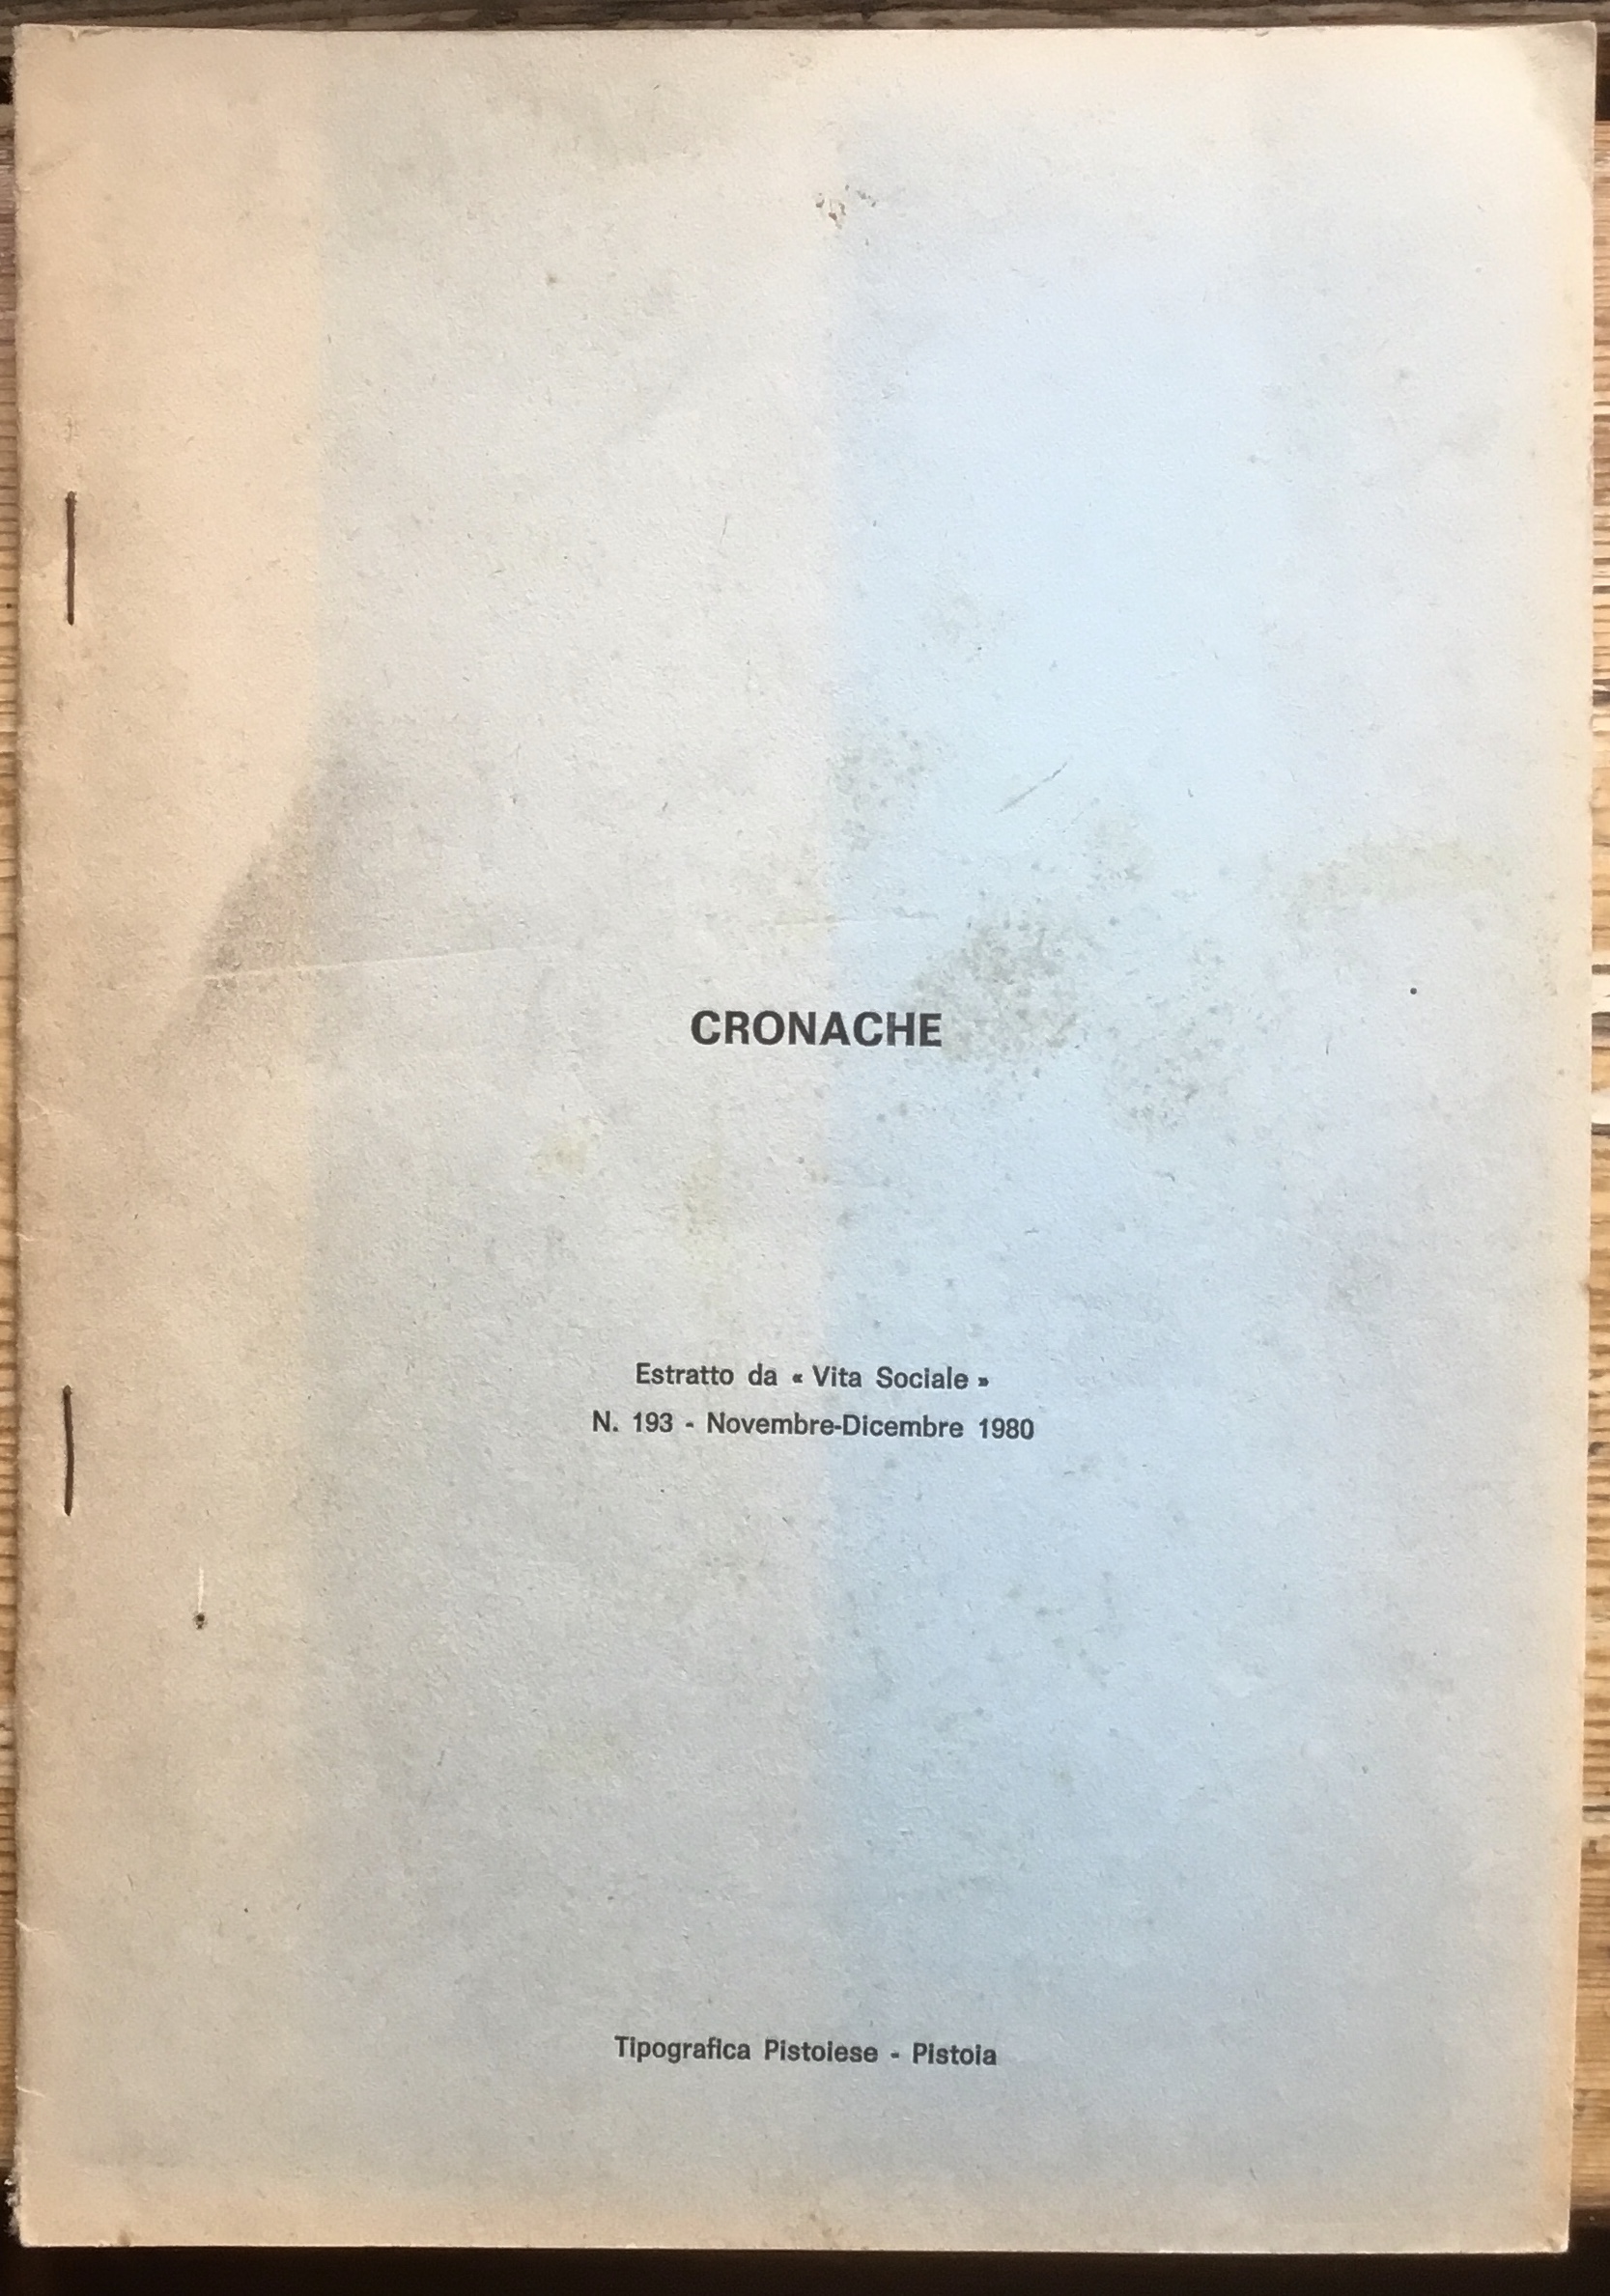 CRONACHE
Estratto da « Vita Sociale »
N. 193 - Novembre-Dicembre 1980
Tipografica Pistoiese - Pistoia